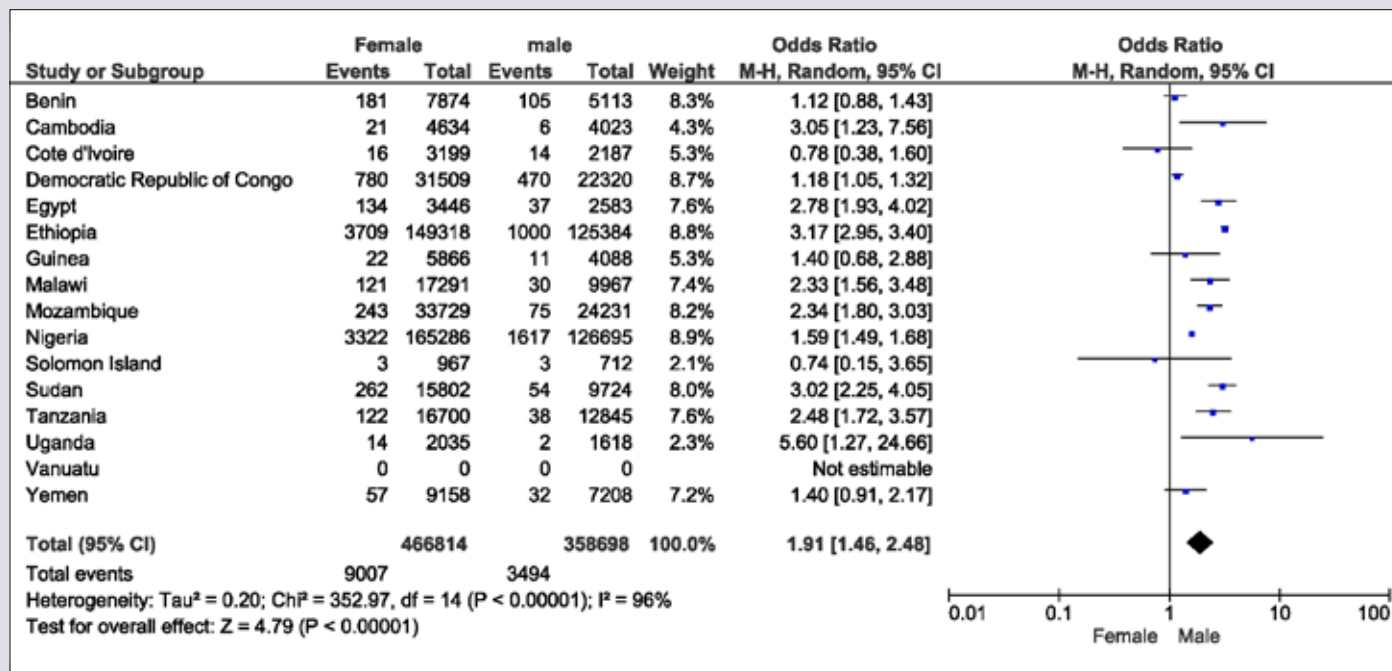 Female male Odds Ratio Odds Ratio
Study or Subgroup Events Total Events Total Weight M-H, Random, 95% CI M-H, Random, 95% CI
Benin 181 7874 105 5113 8.3% 1.12 [0.88, 1.43]
Cambodia 21 4634 6 4023 4.3% 3.05 [1.23, 7.56]
Cote d'Ivoire 16 3199 14 2187 5.3% 0.78 [0.38, 1.60]
Democratic Republic of Congo 780 31509 470 22320 8.7% 1.18 [1.05, 1.32]
Egypt 134 3446 37 2583 7.6% 2.78 [1.93, 4.02]
Ethiopia 3709 149318 1000 125384 8.8% 3.17 [2.95, 3.40]
Guinea 22 5866 11 4088 5.3% 1.40 [0.68, 2.88]
Malawi 121 17291 30 9967 7.4% 2.33 [1.56, 3.48]
Mozambique 243 33729 75 24231 8.2% 2.34 [1.80, 3.03]
Nigeria 3322 165286 1617 126695 8.9% 1.59 [1.49, 1.68]
Solomon Island 3 967 3 712 2.1% 0.74 [0.15, 3.65]
Sudan 262 15802 54 9724 8.0% 3.02 [2.25, 4.05]
Tanzania 122 16700 38 12845 7.6% 2.48 [1.72, 3.57]
Uganda 14 2035 2 1618 2.3% 5.60 [1.27, 24.66]
Vanuatu 0 0 0 0 Not estimable
Yemen 57 9158 32 7208 7.2% 1.40 [0.91, 2.17]
Total (95% CI) 466814 358698 100.0% 1.91 [1.46, 2.48]
Total events 9007 3494
Heterogeneity: Tau² = 0.20; Chi² = 352.97, df = 14 (P < 0.00001); I² = 96%
Test for overall effect: Z = 4.79 (P < 0.00001)
0.01 0.1 1 10 100
Female Male